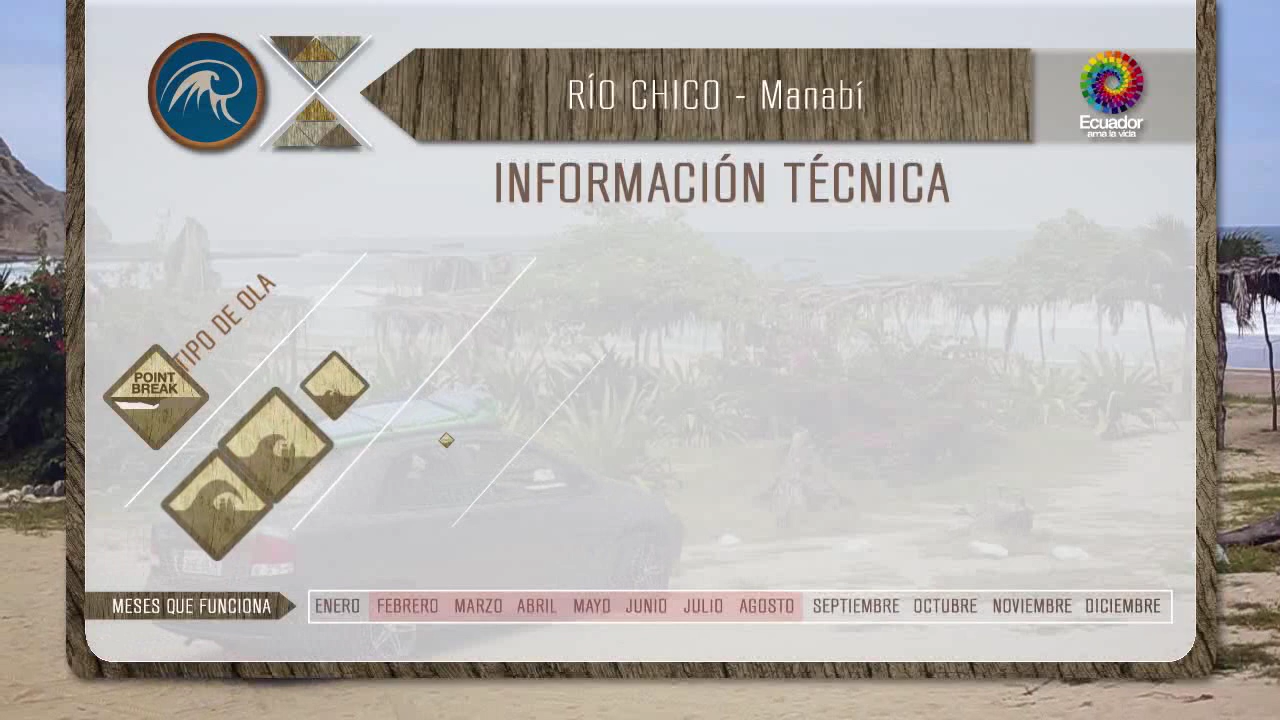 RÍO CHICO - Manabí
Ecuador
ama la vida
INFORMACIÓN TÉCNICA
TIPO DE OLA
POINT
BREAK
MESES QUE FUNCIONA
ENERO FEBRERO MARZO ABRIL MAYO JUNIO JULIO AGOSTO SEPTIEMBRE OCTUBRE NOVIEMBRE DICIEMBRE